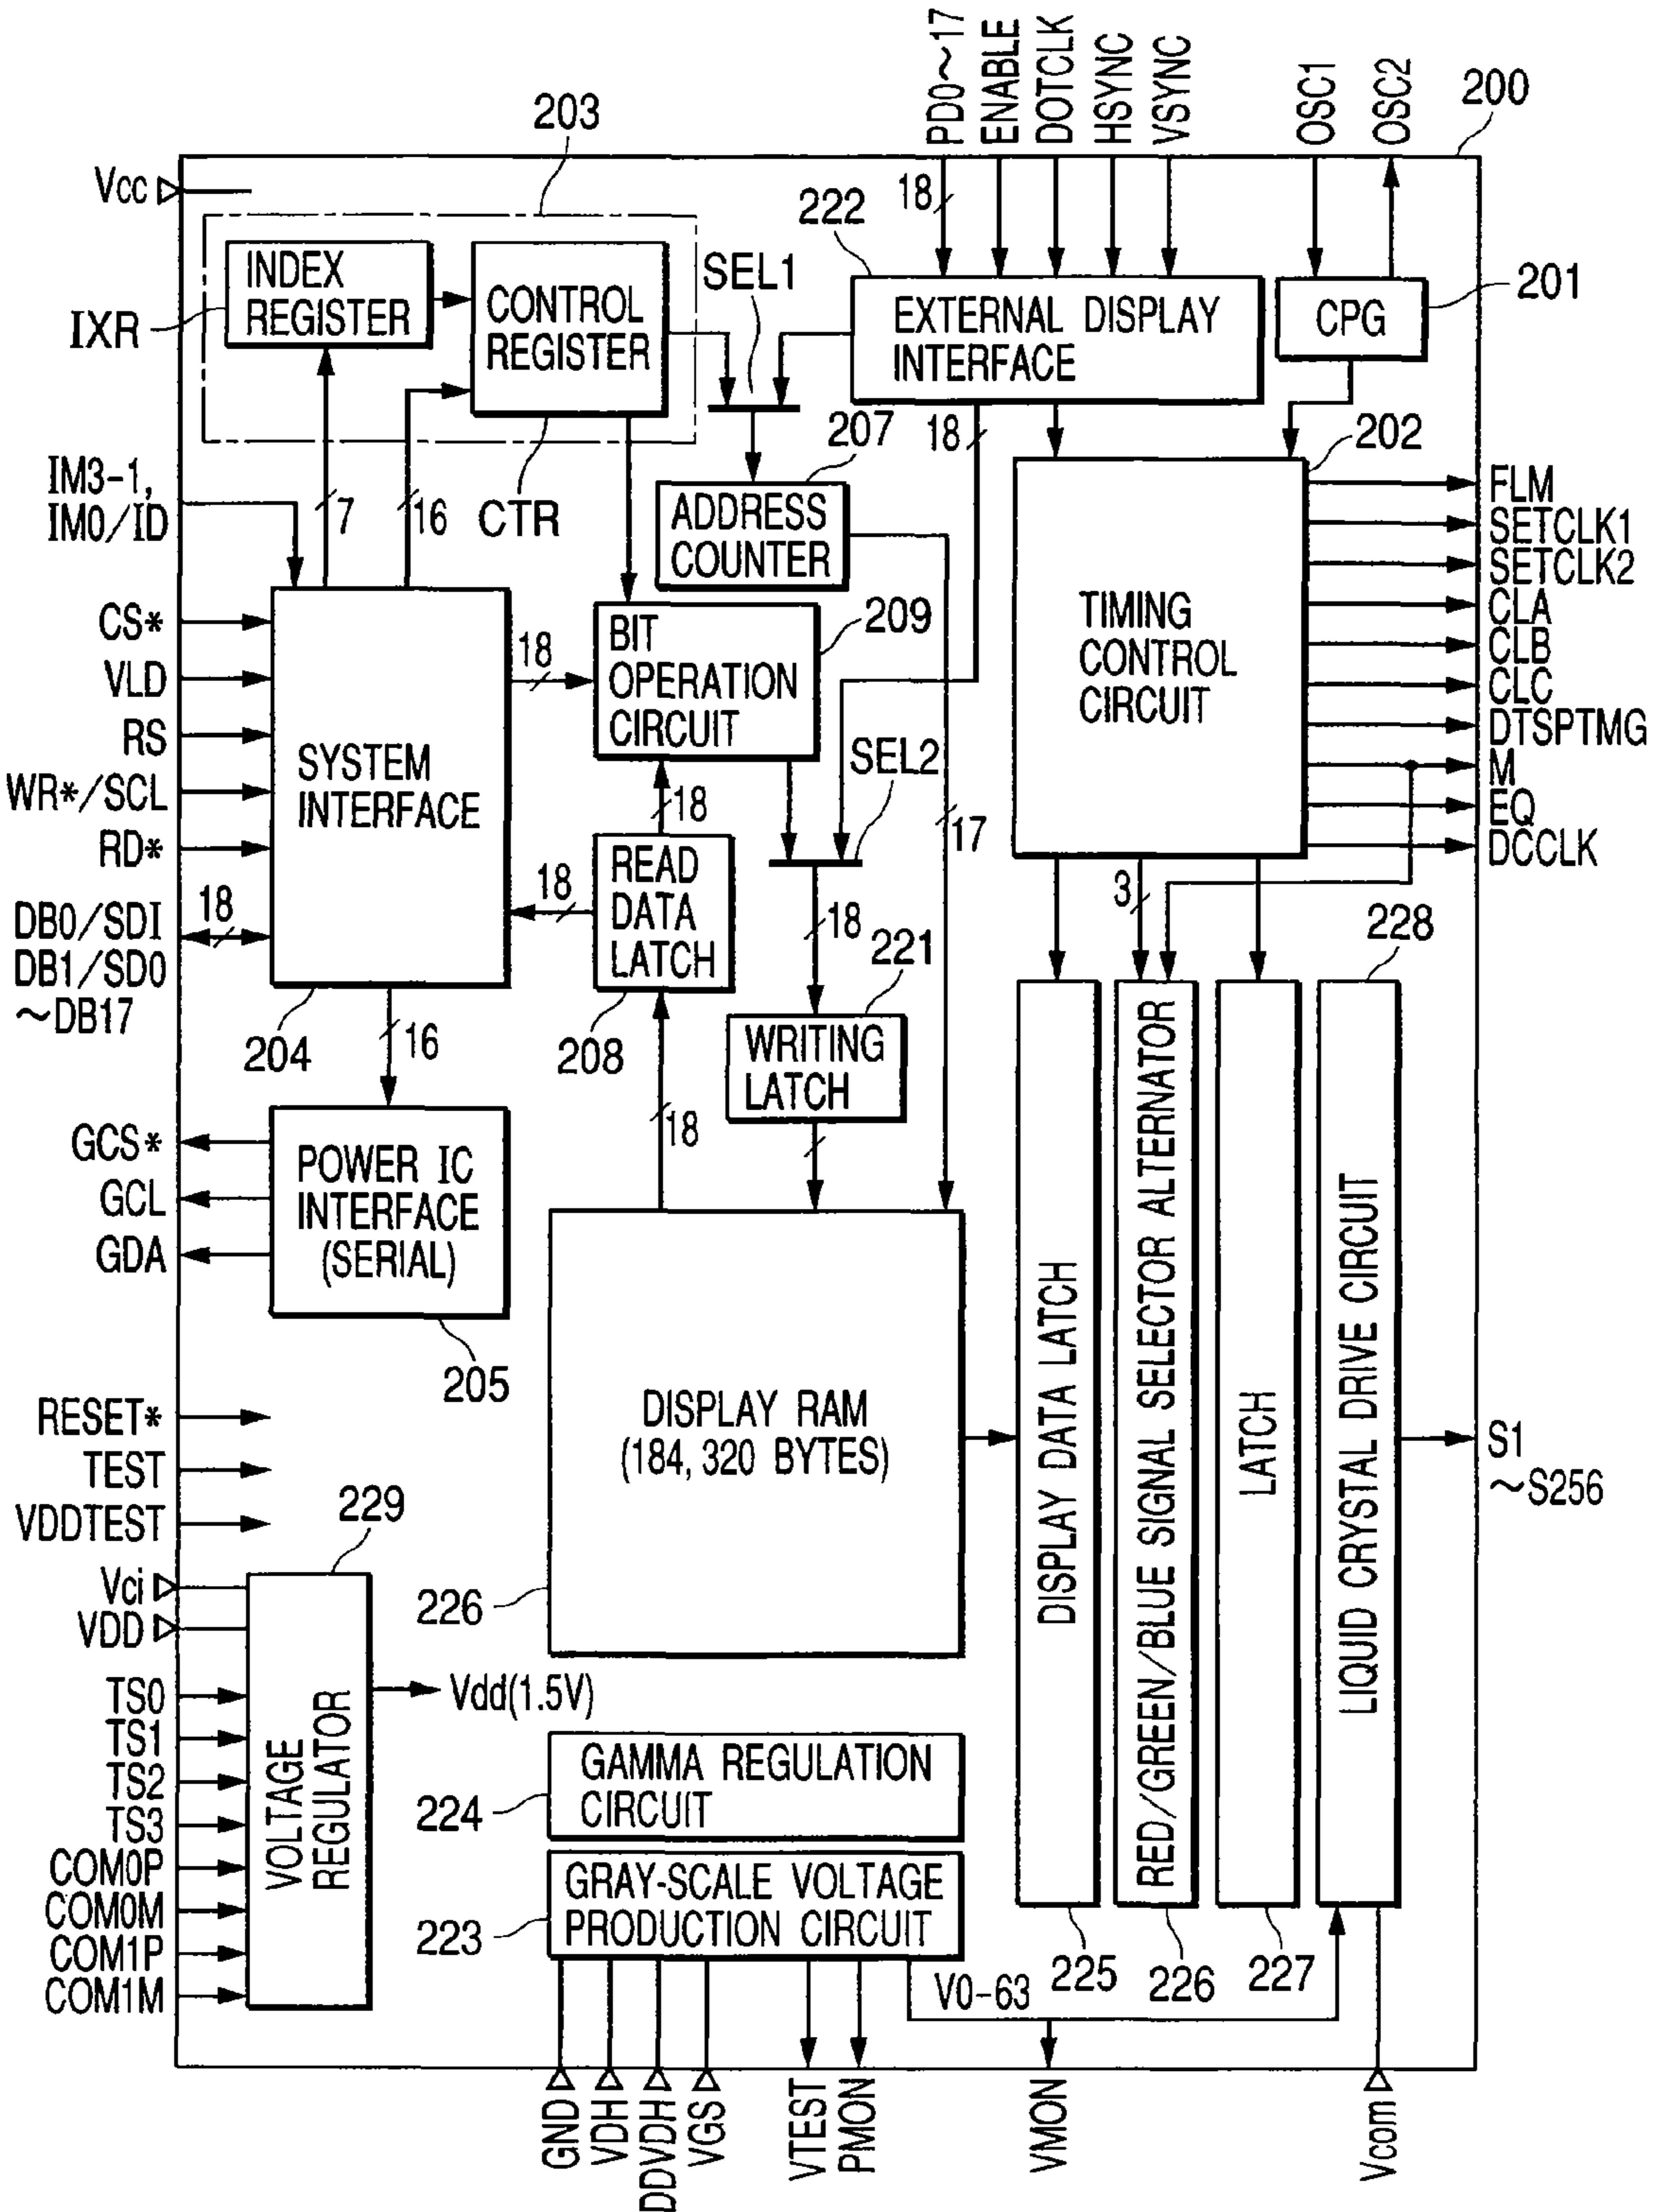 PD0～17
ENABLE
DOTCLK
HSYNC
VSYNC
OSC1
OSC2
200
203
Vcc
18
222
INDEX
REGISTER
CONTROL
REGISTER
SEL1
EXTERNAL DISPLAY
INTERFACE
CPG
201
IXR
207
18
202
IM3-1,
IM0/ID
7
16
CTR
ADDRESS
COUNTER
FLM
SETCLK1
SETCLK2
CLA
CLB
CLC
DTSPTMG
M
EQ
DCCLK
TIMING
CONTROL
CIRCUIT
CS*
VLD
RS
WR*/SCL
RD*
18
BIT
OPERATION
CIRCUIT
209
SYSTEM
INTERFACE
SEL2
18
17
READ
DATA
LATCH
18
3
18
DB0/SDI
DB1/SD0
～DB17
18
221
228
204
16
208
WRITING
LATCH
18
GCS*
GCL
GDA
POWER IC
INTERFACE
(SERIAL)
205
DISPLAY RAM
(184, 320 BYTES)
DISPLAY DATA LATCH
RED/GREEN/BLUE SIGNAL SELECTOR ALTERNATOR
LATCH
LIQUID CRYSTAL DRIVE CIRCUIT
S1
～S256
RESET*
TEST
VDDTEST
229
Vci
VDD
226
TS0
TS1
TS2
TS3
COM0P
COM0M
COM1P
COM1M
VOLTAGE
REGULATOR
Vdd(1.5V)
GAMMA REGULATION
CIRCUIT
224
GRAY-SCALE VOLTAGE
PRODUCTION CIRCUIT
223
V0-63
225
226
227
GND
VDH
DDVDH
VGS
VTEST
PMON
VMON
Vcom